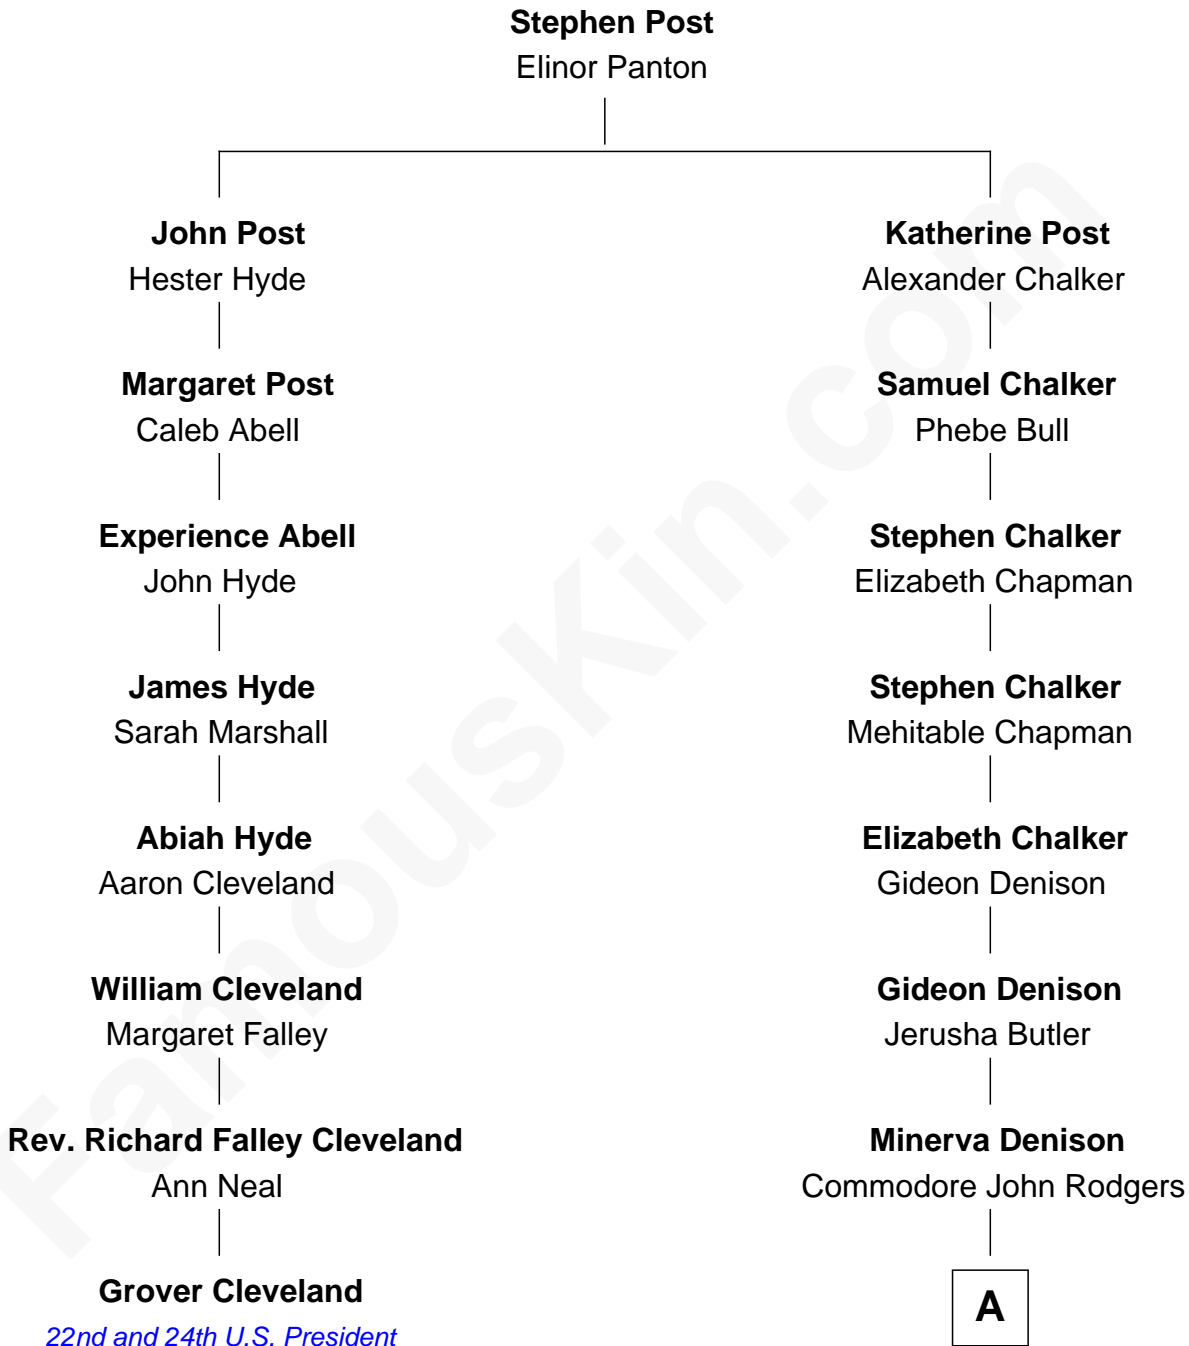 Stephen Post
Elinor Panton
John Post
Hester Hyde
Katherine Post
Alexander Chalker
Margaret Post
Caleb Abell
Samuel Chalker
Phebe Bull
Experience Abell
John Hyde
Stephen Chalker
Elizabeth Chapman
James Hyde
Sarah Marshall
Stephen Chalker
Mehitable Chapman
Abiah Hyde
Aaron Cleveland
Elizabeth Chalker
Gideon Denison
William Cleveland
Margaret Falley
Gideon Denison
Jerusha Butler
Rev. Richard Falley Cleveland
Ann Neal
Minerva Denison
Commodore John Rodgers
Grover Cleveland
22nd and 24th U.S. President
A
FamousKin.com